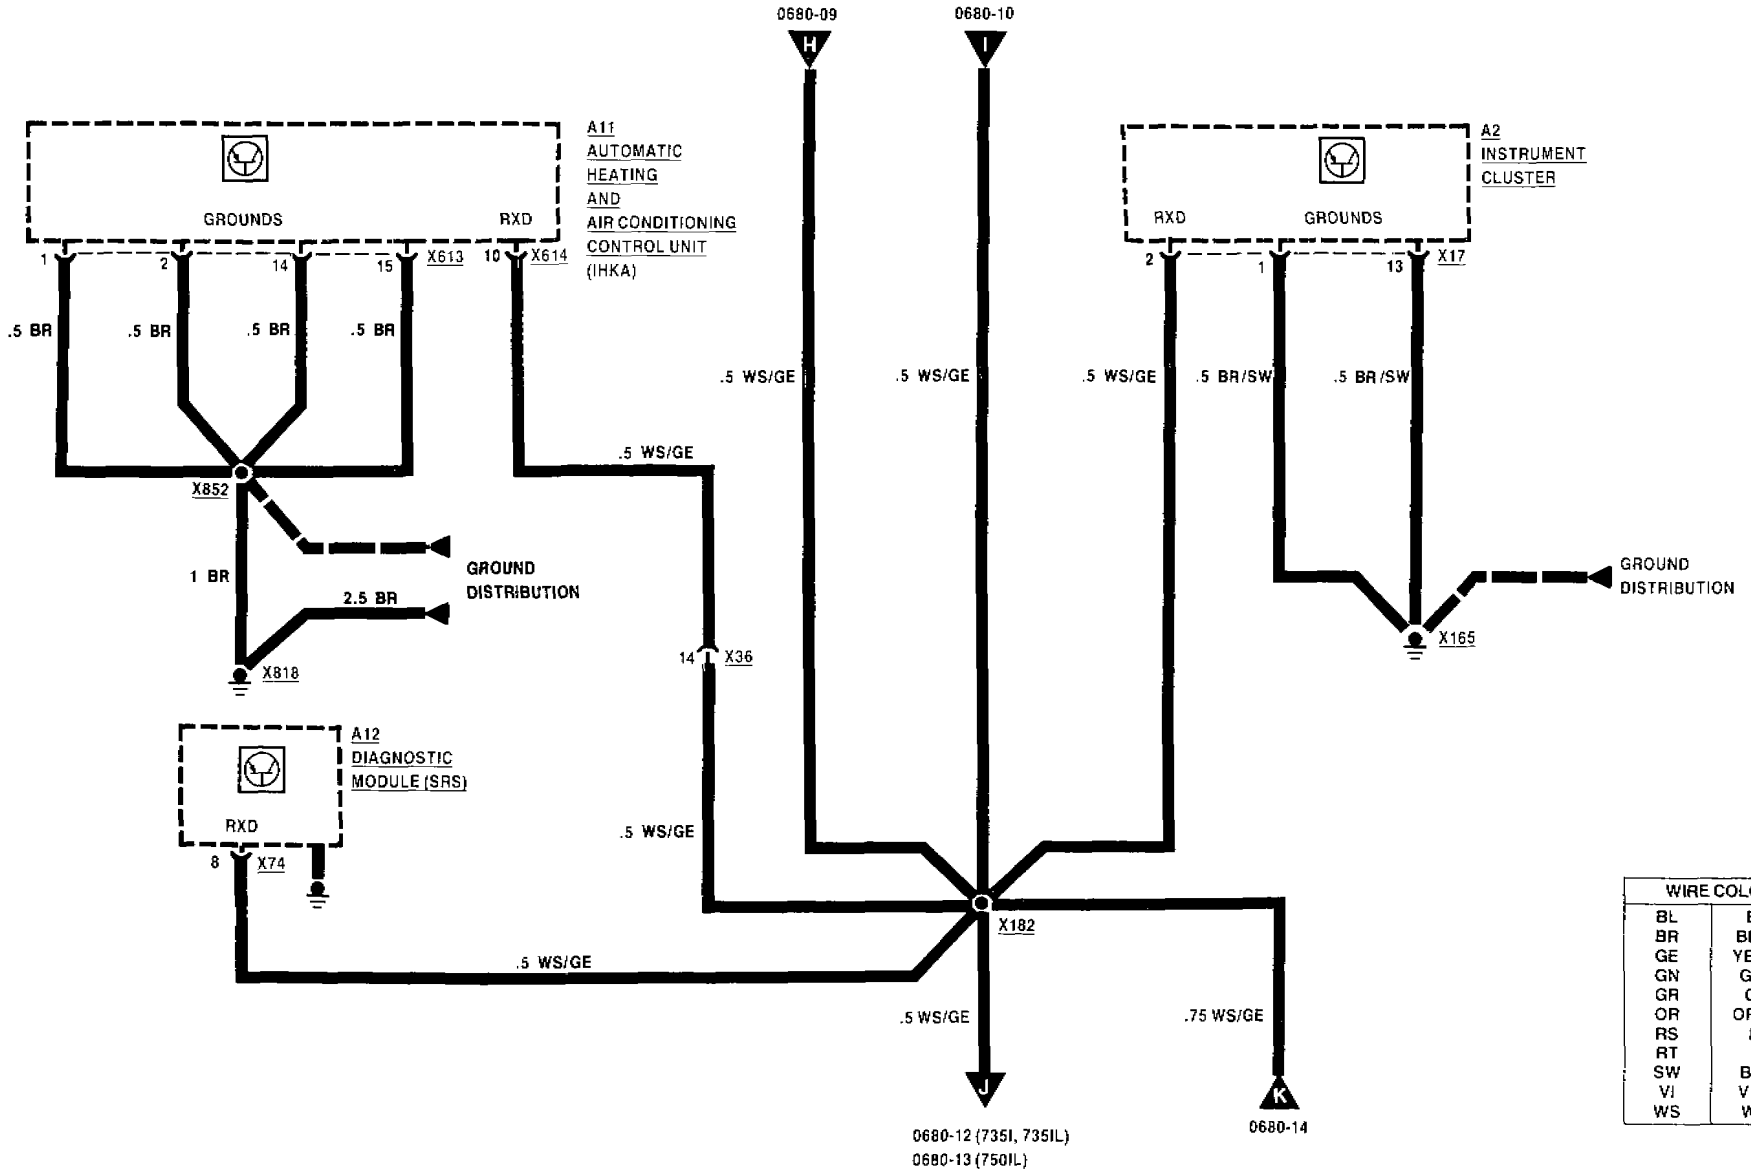 0680-09
0680-10
H
I
A11
AUTOMATIC
HEATING
AND
AIR CONDITIONING
CONTROL UNIT
(IHKA)
GROUNDS
RXD
1
2
14
15
X613
10
X614
.5 BR
.5 BR
.5 BR
.5 BR
A2
INSTRUMENT
CLUSTER
RXD
GROUNDS
2
1
13
X17
.5 WS/GE
.5 WS/GE
.5 WS/GE
.5 BR/SW
.5 BR/SW
.5 WS/GE
X852
1 BR
GROUND
DISTRIBUTION
2.5 BR
X818
GROUND
DISTRIBUTION
X165
14
X36
A12
DIAGNOSTIC
MODULE (SRS)
RXD
8
X74
.5 WS/GE
.5 WS/GE
X182
.5 WS/GE
.75 WS/GE
J
K
0680-12 (735I, 735IL)
0680-13 (750IL)
0680-14
WIRE
BL
BR
GE
GN
GR
OR
RS
RT
SW
VI
WS